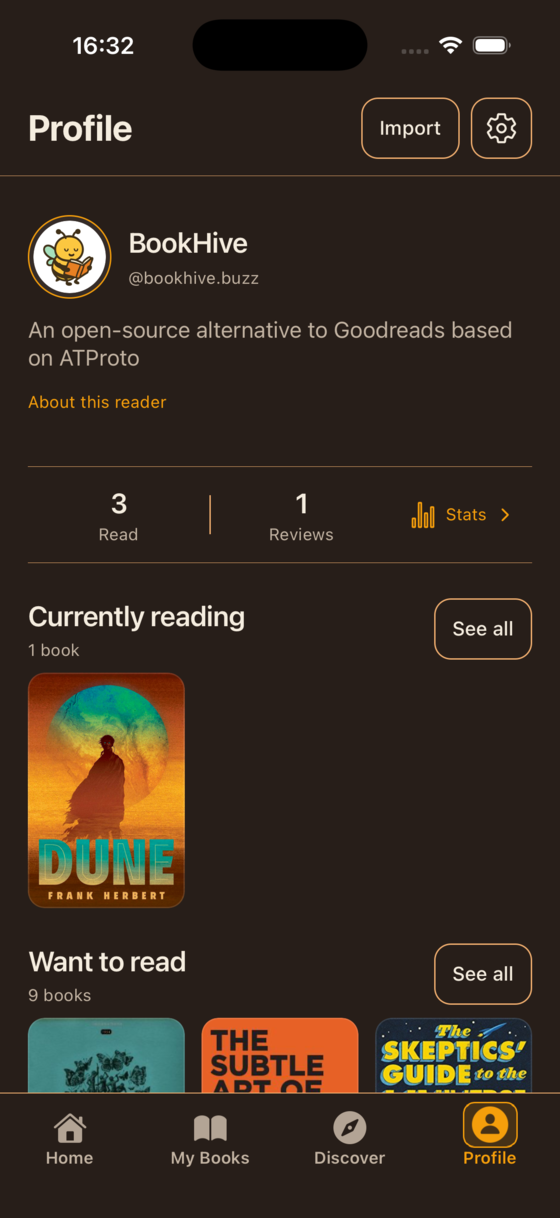 16:32
Profile
Import
BookHive
@bookhive.buzz
An open-source alternative to Goodreads based
on ATProto
About this reader
3
Read
1
Reviews
Stats
Currently reading
1 book
See all
DUNE
FRANK HERBERT
Want to read
9 books
See all
THE
SUBTLE
ART OF
The
SKEPTICS'
GUIDE to the
Home
My Books
Discover
Profile